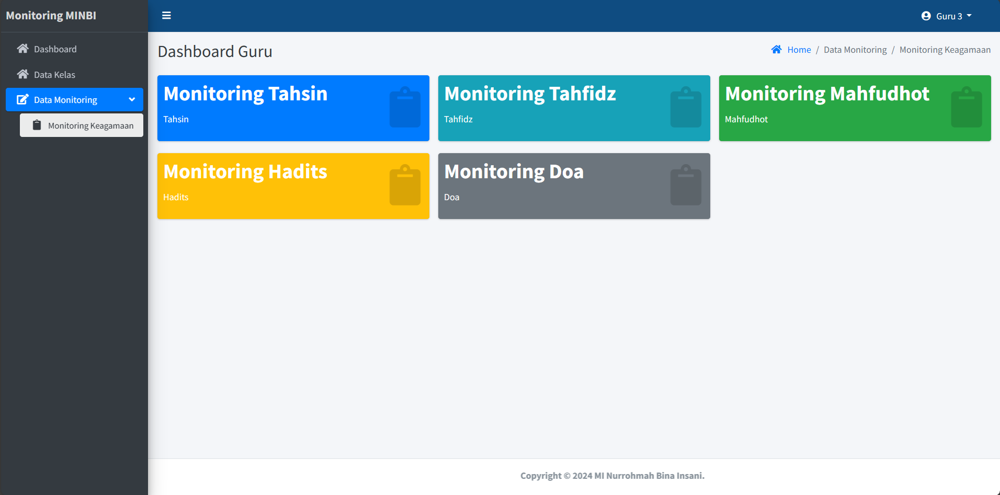 Monitoring MINBI
Guru 3
Dashboard
Data Kelas
Data Monitoring
Monitoring Keagamaan
Dashboard Guru
Home / Data Monitoring / Monitoring Keagamaan
Monitoring Tahsin
Tahsin
Monitoring Tahfidz
Tahfidz
Monitoring Mahfudhot
Mahfudhot
Monitoring Hadits
Hadits
Monitoring Doa
Doa
Copyright © 2024 MI Nurrohmah Bina Insani.